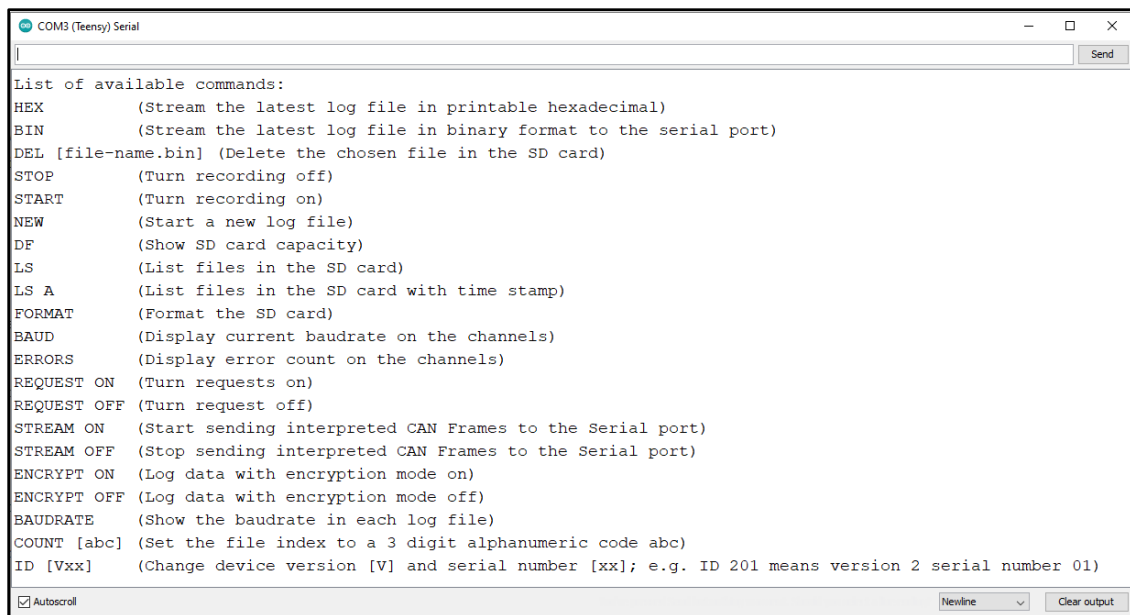 COM3 (Teensy) Serial
Send
List of available commands:
HEX (Stream the latest log file in printable hexadecimal)
BIN (Stream the latest log file in binary format to the serial port)
DEL [file-name.bin] (Delete the chosen file in the SD card)
STOP (Turn recording off)
START (Turn recording on)
NEW (Start a new log file)
DF (Show SD card capacity)
LS (List files in the SD card)
LS A (List files in the SD card with time stamp)
FORMAT (Format the SD card)
BAUD (Display current baudrate on the channels)
ERRORS (Display error count on the channels)
REQUEST ON (Turn requests on)
REQUEST OFF (Turn request off)
STREAM ON (Start sending interpreted CAN Frames to the Serial port)
STREAM OFF (Stop sending interpreted CAN Frames to the Serial port)
ENCRYPT ON (Log data with encryption mode on)
ENCRYPT OFF (Log data with encryption mode off)
BAUDRATE (Show the baudrate in each log file)
COUNT [abc] (Set the file index to a 3 digit alphanumeric code abc)
ID [Vxx] (Change device version [V] and serial number [xx]; e.g. ID 201 means version 2 serial number 01)
Autoscroll Newline Clear output